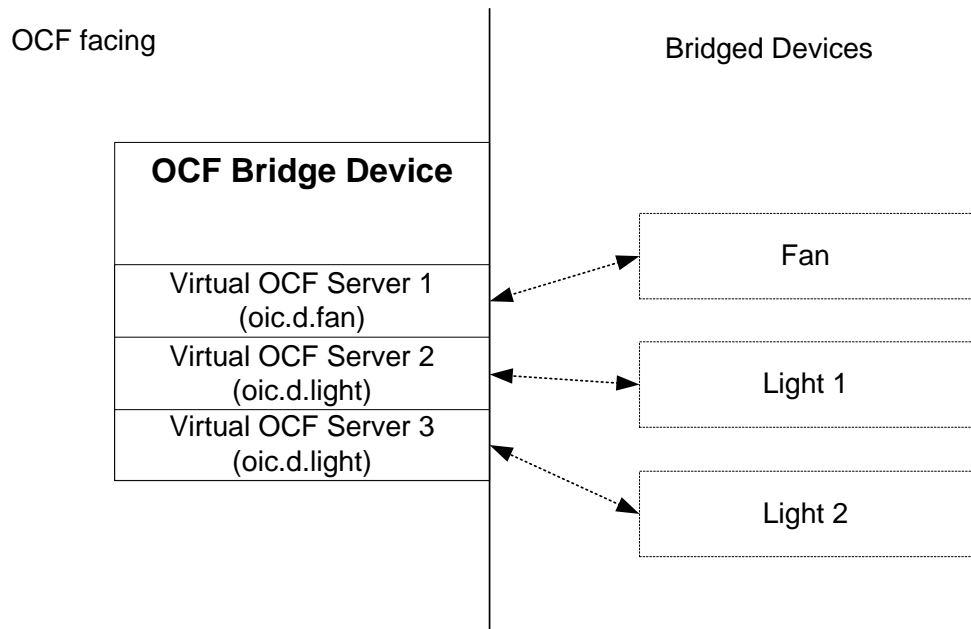 OCF facing
Bridged Devices
OCF Bridge Device
Virtual OCF Server 1
(oic.d.fan)
Virtual OCF Server 2
(oic.d.light)
Virtual OCF Server 3
(oic.d.light)
Fan
Light 1
Light 2